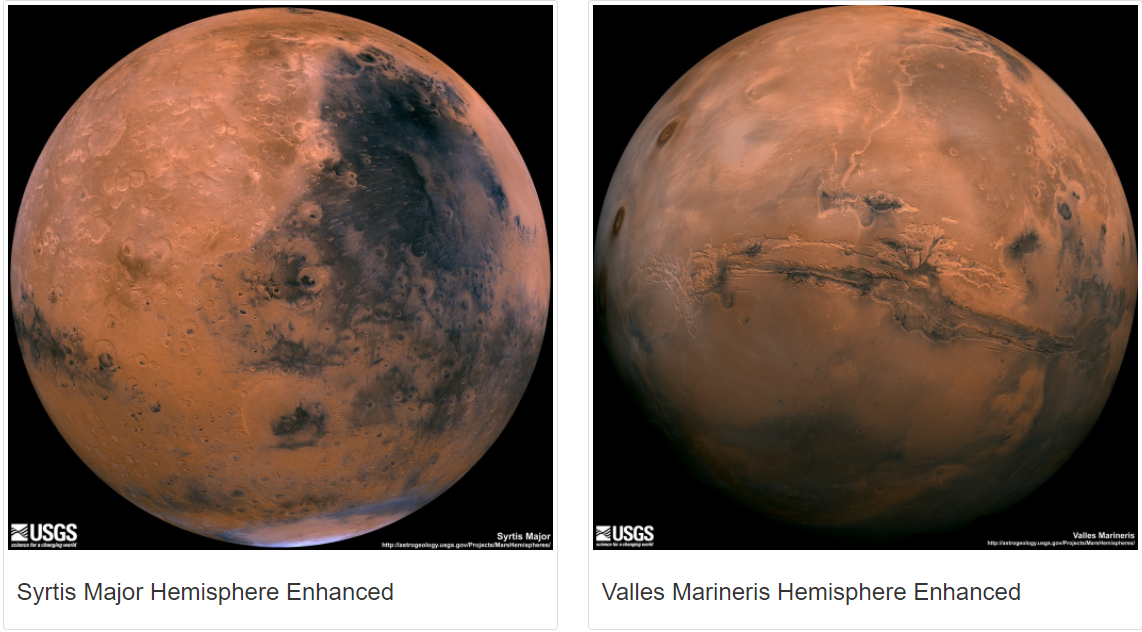 USGS
science for a changing world
Syrtis Major
http://astrogeology.usgs.gov/Projects/MarsHemispheres/
USGS
science for a changing world
Valles Marineris
http://astrogeology.usgs.gov/Projects/MarsHemispheres/
Syrtis Major Hemisphere Enhanced
Valles Marineris Hemisphere Enhanced